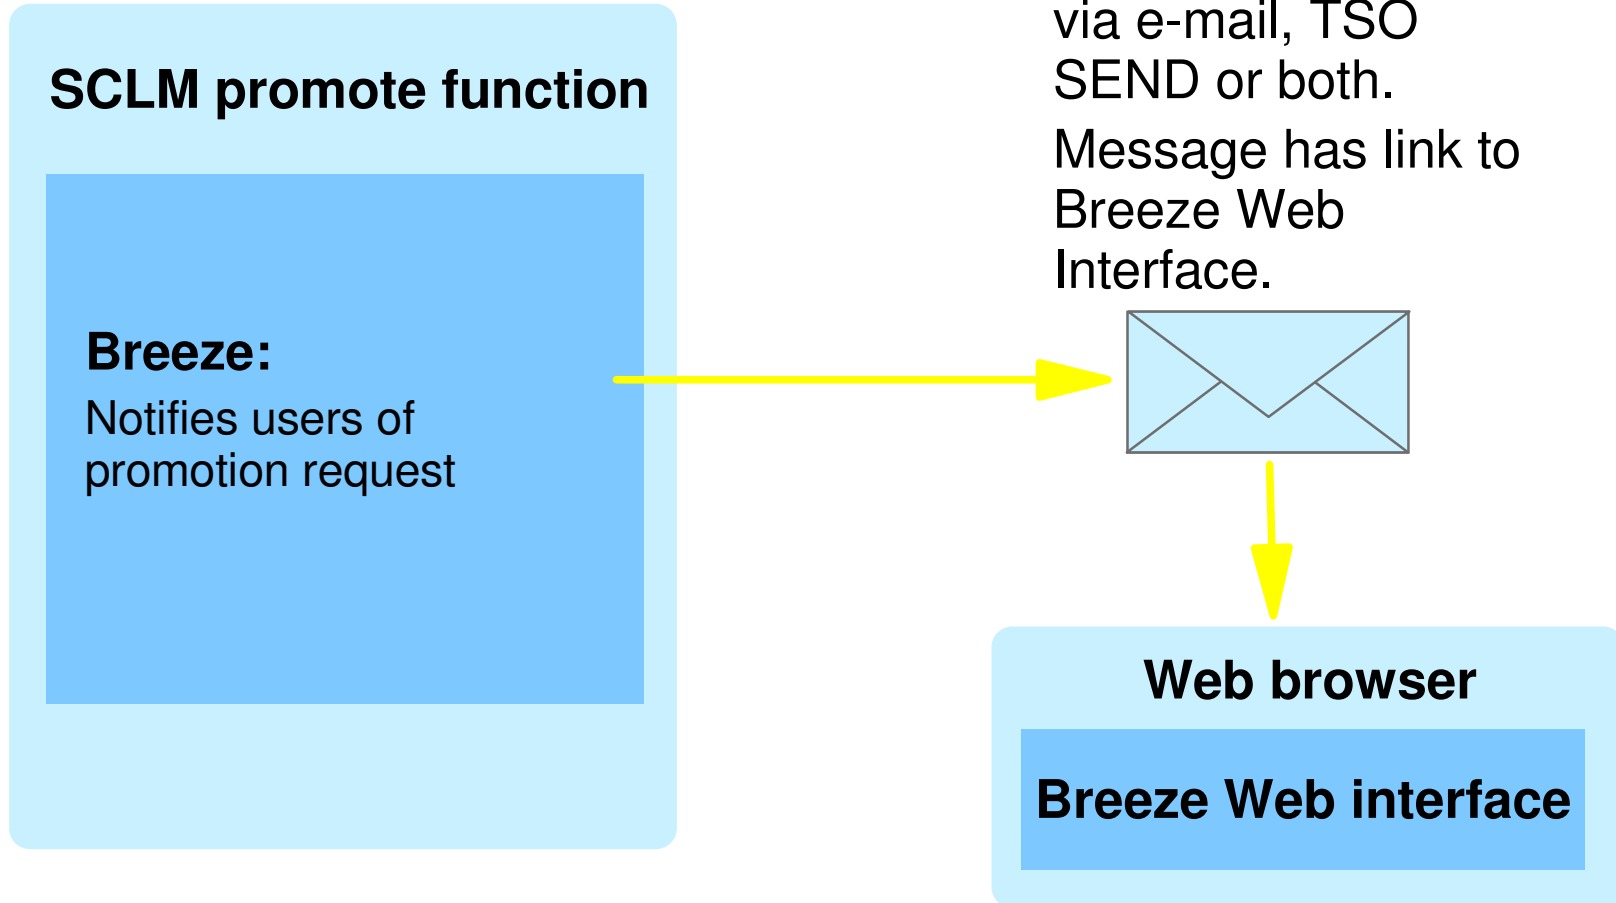 SCLM promote function
Breeze:
Notifies users of
promotion request
via e-mail, TSO
SEND or both.
Message has link to
Breeze Web
Interface.
Web browser
Breeze Web interface